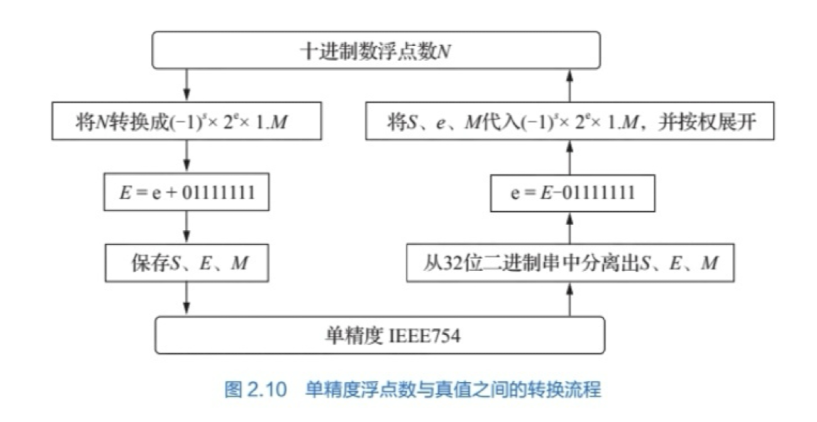 十进制数浮点数N
将N转换成(−1)ˢ× 2ᵉ× 1.M
将S、e、M代入(−1)ˢ× 2ᵉ× 1.M，并按权展开
E = e + 01111111
e = E−01111111
保存S、E、M
从32位二进制串中分离出S、E、M
单精度 IEEE754
图 2.10 单精度浮点数与真值之间的转换流程